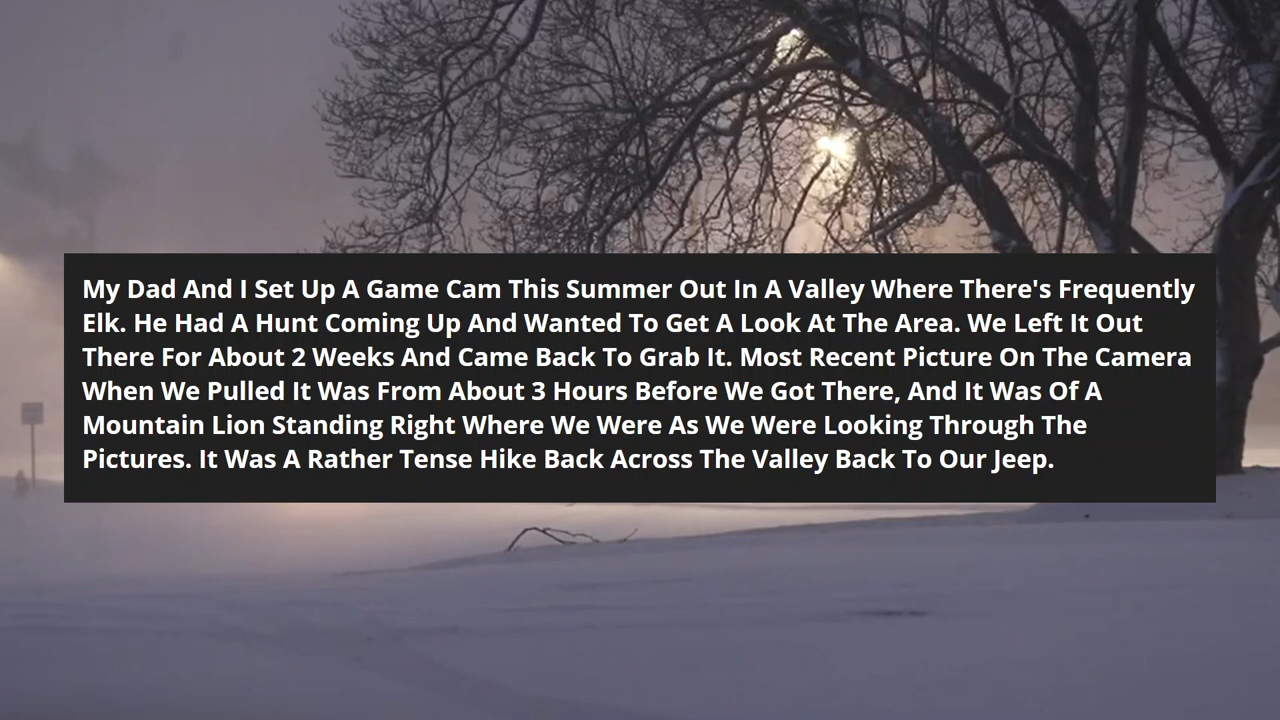 My Dad And I Set Up A Game Cam This Summer Out In A Valley Where There's Frequently
Elk. He Had A Hunt Coming Up And Wanted To Get A Look At The Area. We Left It Out
There For About 2 Weeks And Came Back To Grab It. Most Recent Picture On The Camera
When We Pulled It Was From About 3 Hours Before We Got There, And It Was Of A
Mountain Lion Standing Right Where We Were As We Were Looking Through The
Pictures. It Was A Rather Tense Hike Back Across The Valley Back To Our Jeep.